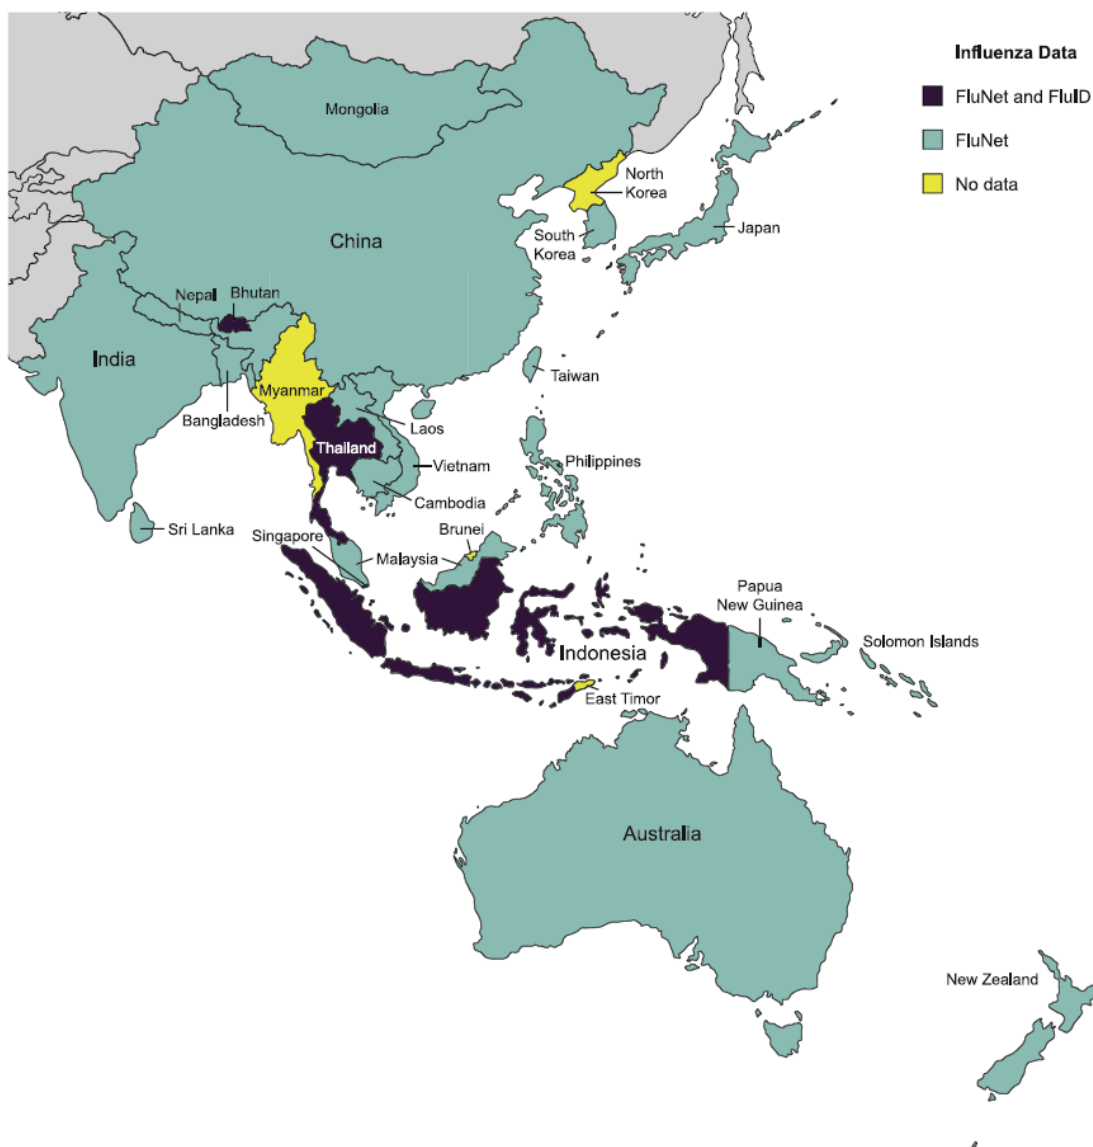 Influenza Data
FluNet and FluID
FluNet
No data
Mongolia
North
Korea
South
Korea
Japan
China
Nepal
Bhutan
India
Myanmar
Taiwan
Bangladesh
Laos
Thailand
Vietnam
Philippines
Cambodia
Sri Lanka
Singapore
Brunei
Malaysia
Papua
New Guinea
Solomon Islands
Indonesia
East Timor
Australia
New Zealand